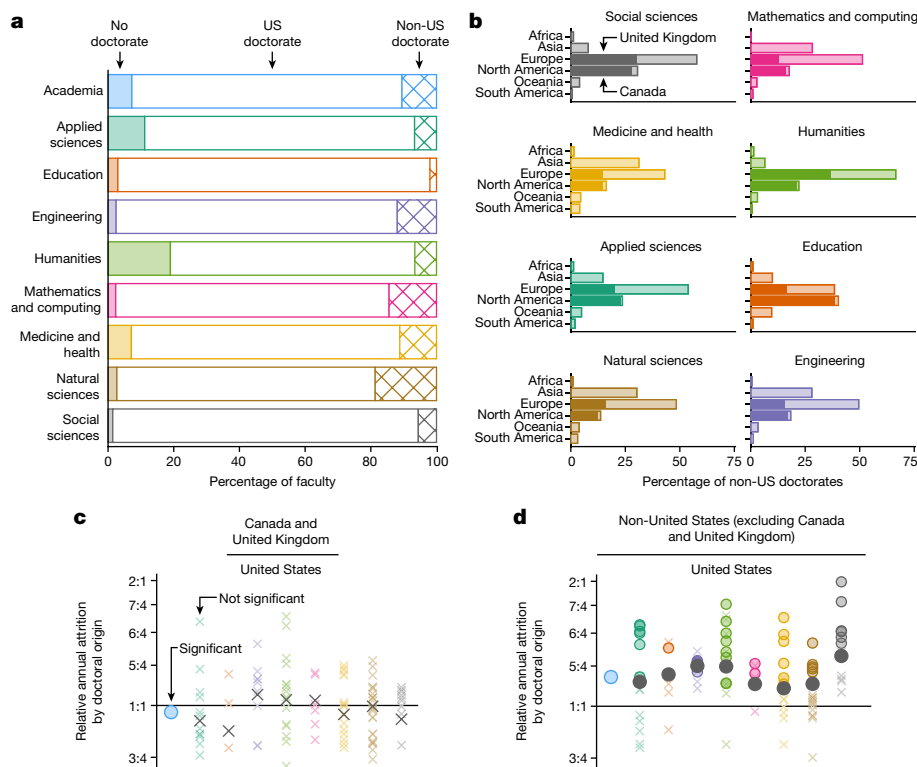 a
No
doctorate
US
doctorate
Non-US
doctorate
Academia
Applied
sciences
Education
Engineering
Humanities
Mathematics
and computing
Medicine and
health
Natural
sciences
Social
sciences
0 20 40 60 80 100
Percentage of faculty
b
Social sciences
Africa
Asia
Europe
North America
Oceania
South America
United Kingdom
Canada
Mathematics and computing
Medicine and health
Africa
Asia
Europe
North America
Oceania
South America
Humanities
Applied sciences
Africa
Asia
Europe
North America
Oceania
South America
Education
Natural sciences
Africa
Asia
Europe
North America
Oceania
South America
Engineering
0 25 50 75
0 25 50 75
Percentage of non-US doctorates
c
Canada and
United Kingdom
United States
Relative annual attrition
by doctoral origin
2:1
7:4
6:4
5:4
1:1
3:4
Not significant
Significant
d
Non-United States (excluding Canada
and United Kingdom)
United States
Relative annual attrition
by doctoral origin
2:1
7:4
6:4
5:4
1:1
3:4